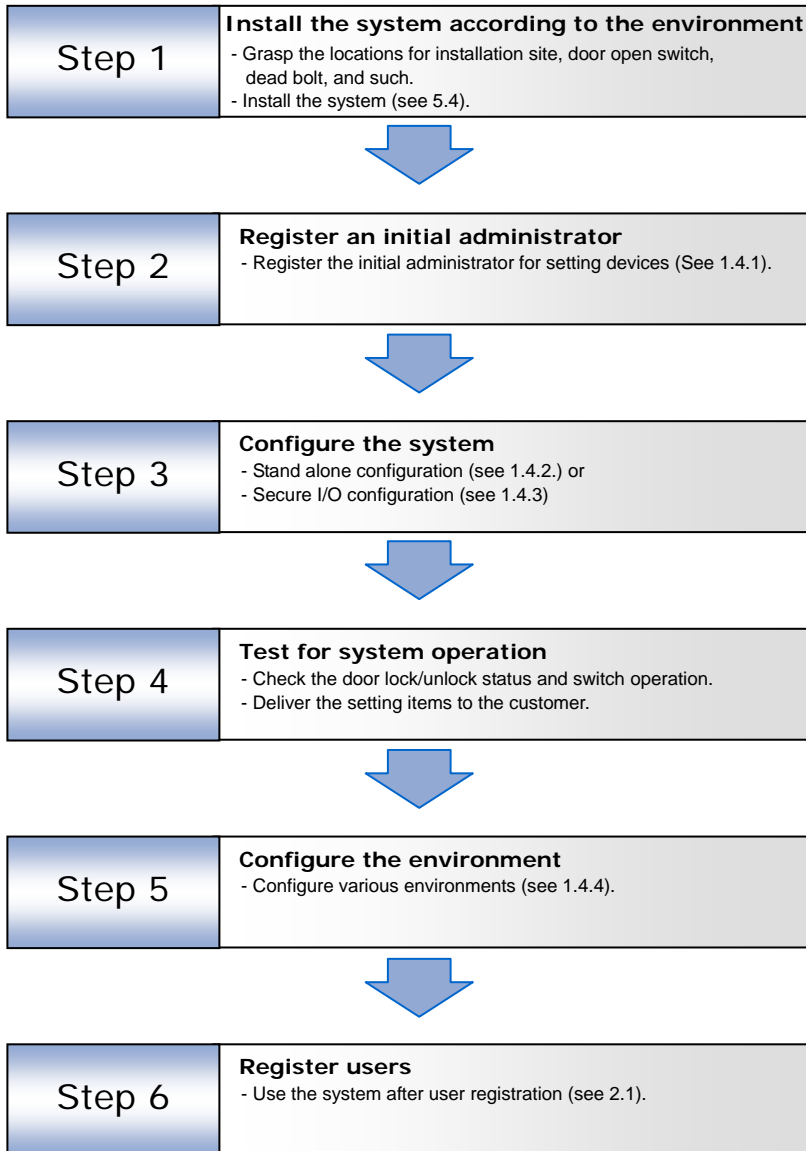 Step 1
Install the system according to the environment
- Grasp the locations for installation site, door open switch,
dead bolt, and such.
- Install the system (see 5.4).
Step 2
Register an initial administrator
- Register the initial administrator for setting devices (See 1.4.1).
Step 3
Configure the system
- Stand alone configuration (see 1.4.2.) or
- Secure I/O configuration (see 1.4.3)
Step 4
Test for system operation
- Check the door lock/unlock status and switch operation.
- Deliver the setting items to the customer.
Step 5
Configure the environment
- Configure various environments (see 1.4.4).
Step 6
Register users
- Use the system after user registration (see 2.1).